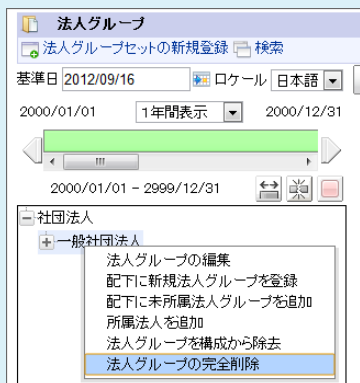 法人グループ
法人グループセットの新規登録 検索
基準日 2012/09/16 ロケール 日本語
2000/01/01 1年間表示 2000/12/31
2000/01/01 - 2999/12/31
社団法人
一般社団法人
法人グループの編集
配下に新規法人グループを登録
配下に未所属法人グループを追加
所属法人を追加
法人グループを構成から除去
法人グループの完全削除